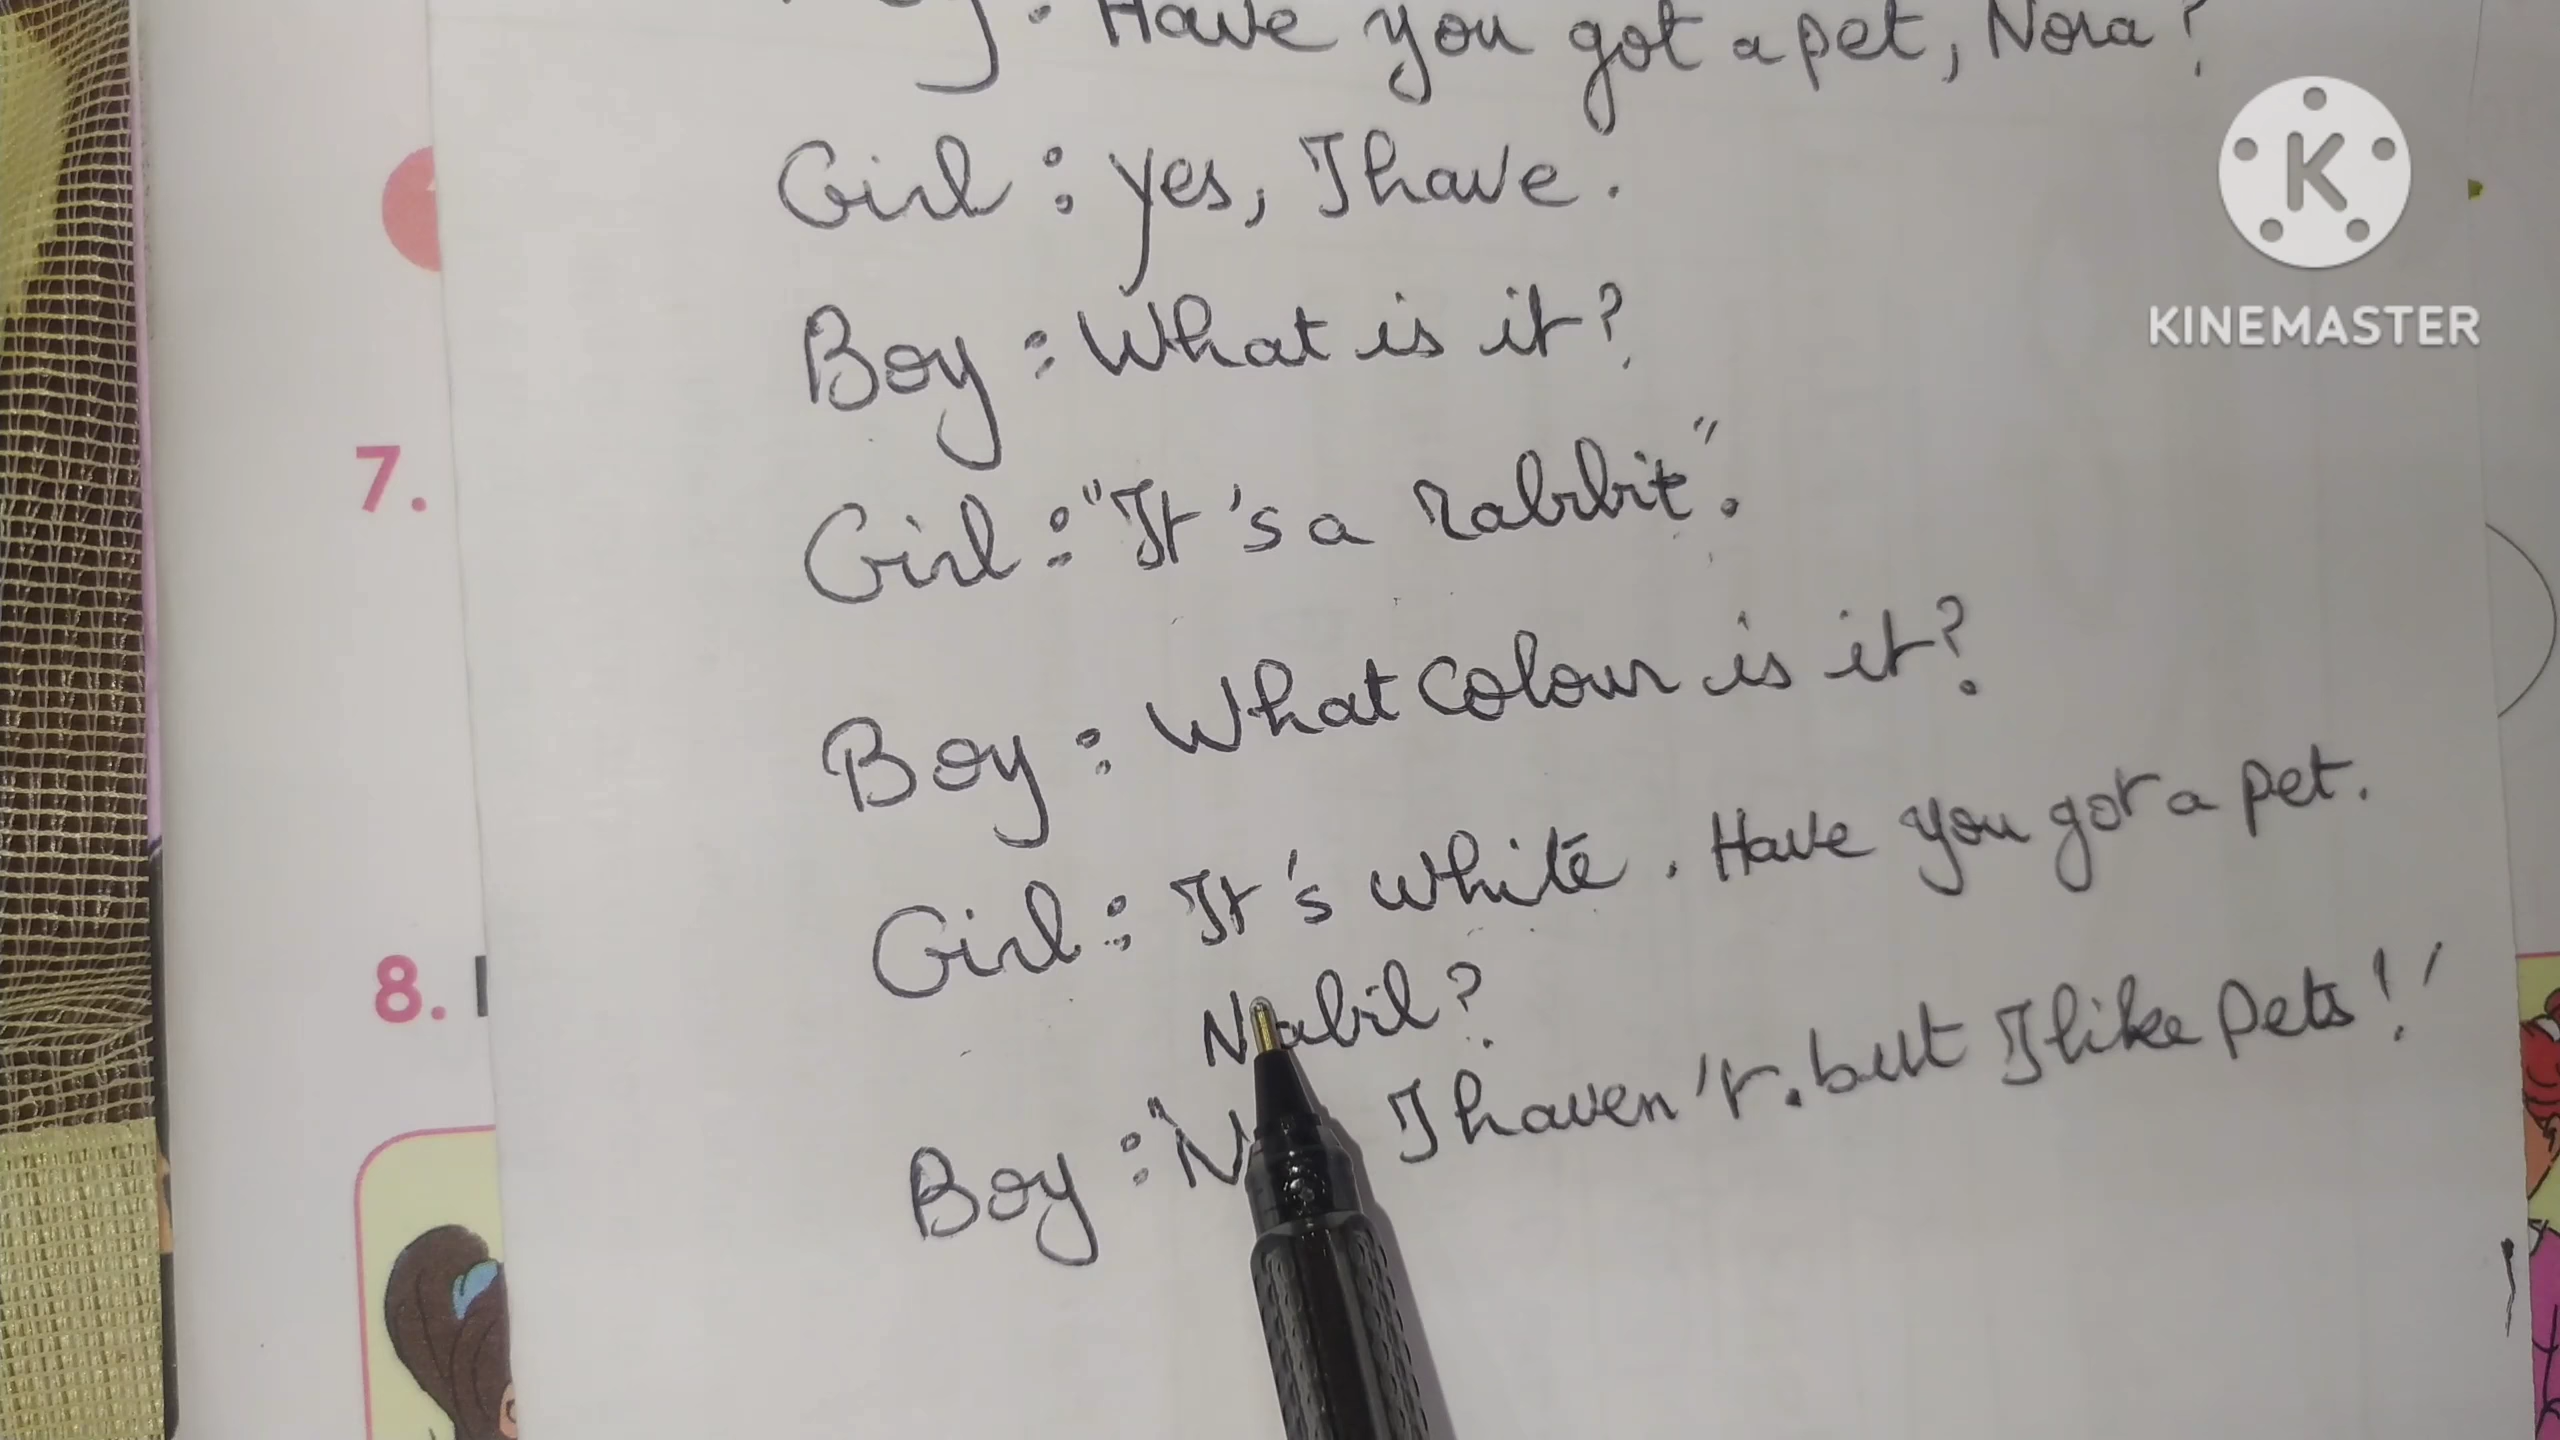 : Have you got a pet, Nora?
Girl : yes, I have.
Boy : What is it?
Girl : "It's a rabbit".
Boy : What colour is it?
Girl : It's white. Have you got a pet.
Nabil?
Boy : I haven't. but I like pets!'
7.
8.
K
KINEMASTER